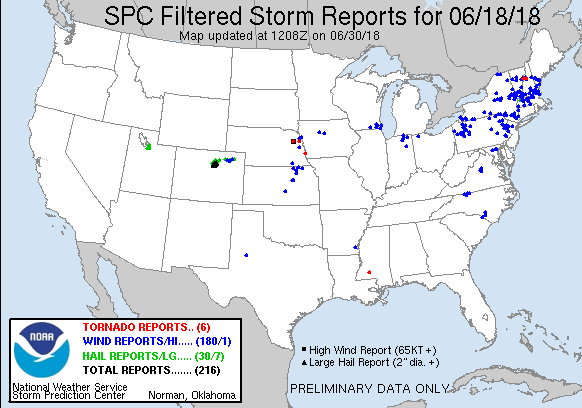 SPC Filtered Storm Reports for 06/18/18
Map updated at 1208Z on 06/30/18
TORNADO REPORTS.. (6)
WIND REPORTS/HI..... (180/1)
HAIL REPORTS/LG..... (30/7)
TOTAL REPORTS....... (216)
NOAA
National Weather Service
Storm Prediction Center Norman, Oklahoma
High Wind Report (65KT +)
Large Hail Report (2" dia. +)
PRELIMINARY DATA ONLY